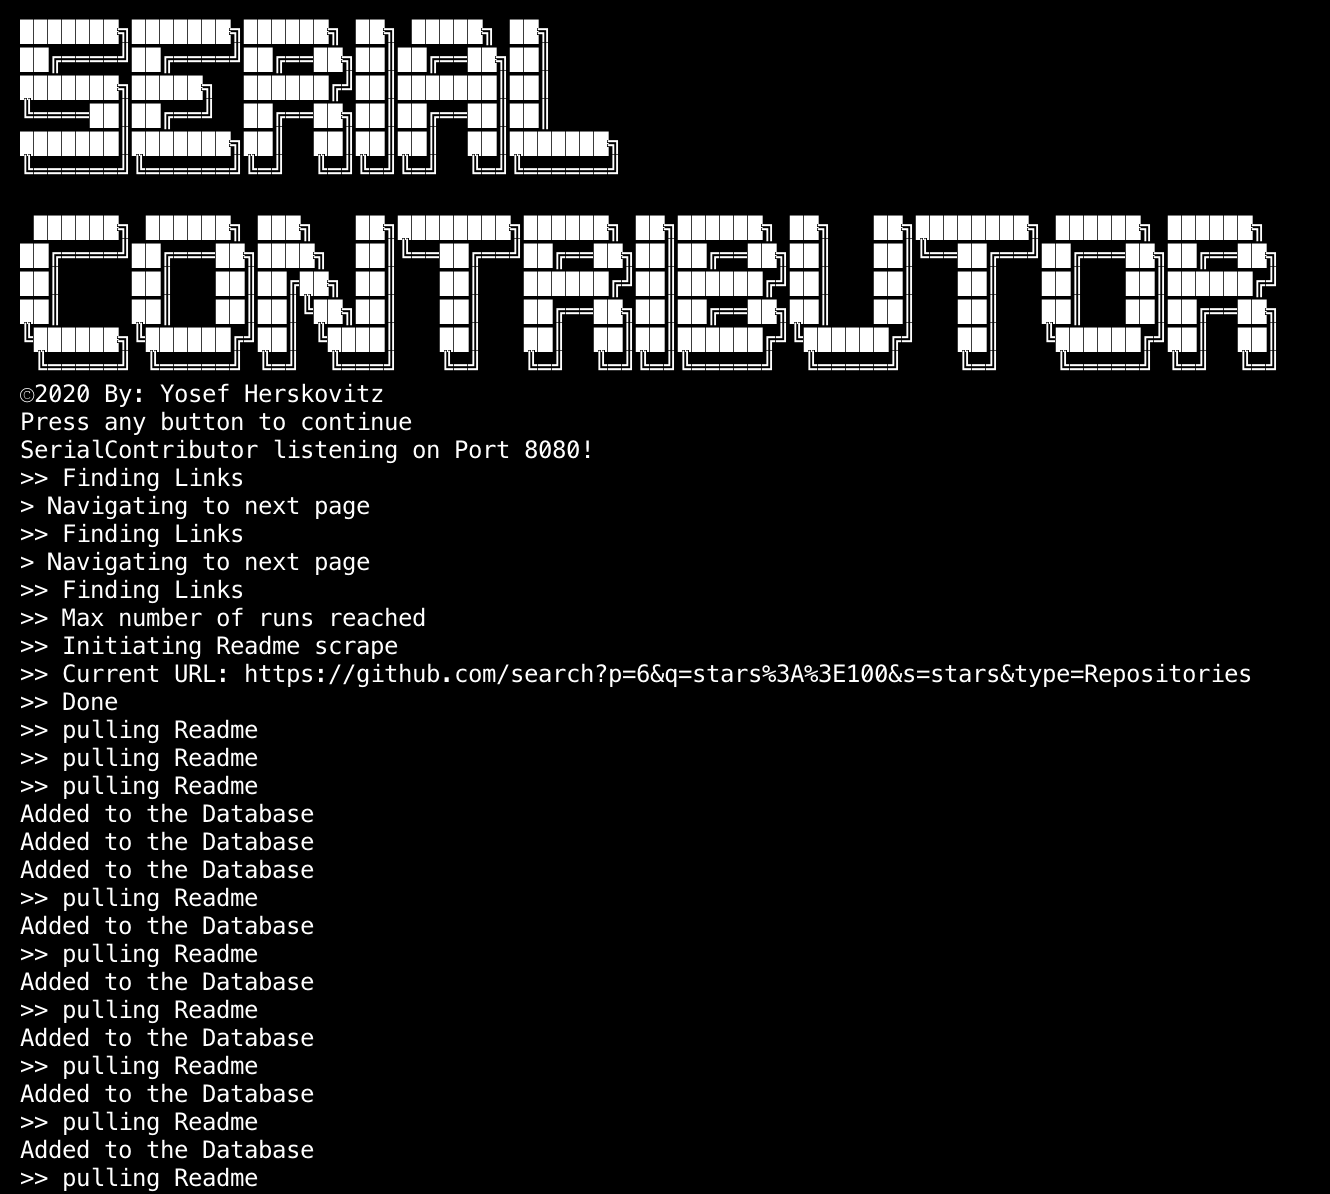 SERIAL
CONTRIBUTOR
©2020 By: Yosef Herskovitz
Press any button to continue
SerialContributor listening on Port 8080!
>> Finding Links
> Navigating to next page
>> Finding Links
> Navigating to next page
>> Finding Links
>> Max number of runs reached
>> Initiating Readme scrape
>> Current URL: https://github.com/search?p=6&q=stars%3A%3E100&s=stars&type=Repositories
>> Done
>> pulling Readme
>> pulling Readme
>> pulling Readme
Added to the Database
Added to the Database
Added to the Database
>> pulling Readme
Added to the Database
>> pulling Readme
Added to the Database
>> pulling Readme
Added to the Database
>> pulling Readme
Added to the Database
>> pulling Readme
Added to the Database
>> pulling Readme